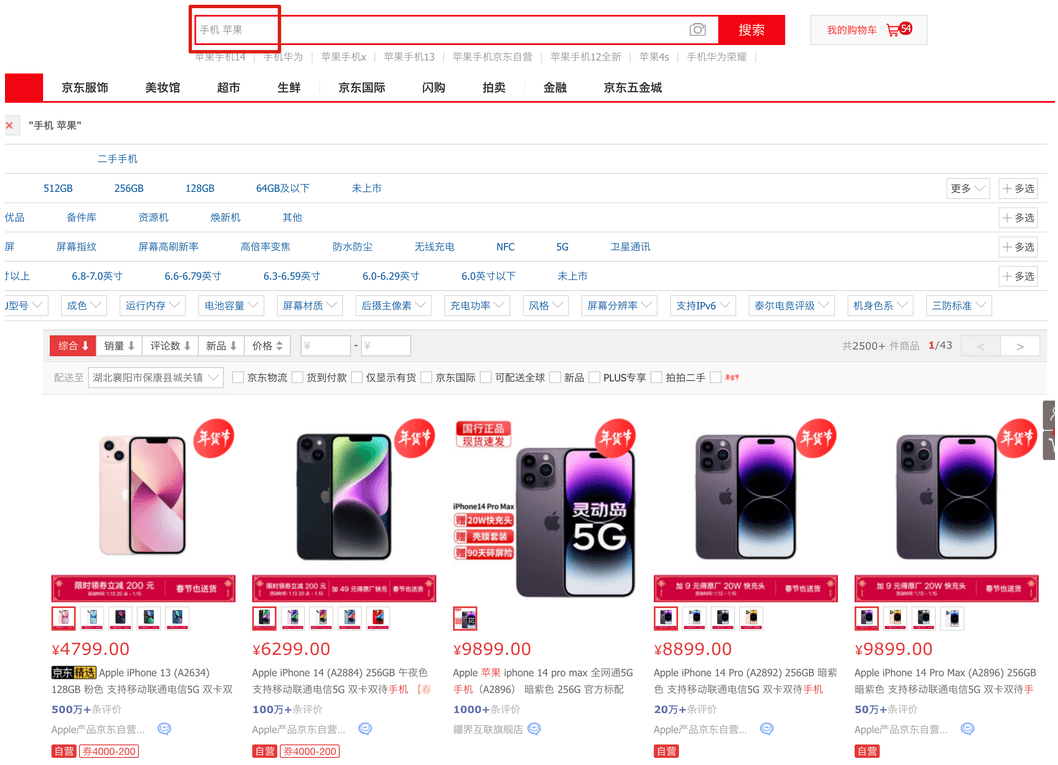 手机 苹果
搜索
我的购物车 54
苹果手机14 手机华为 苹果手机x 苹果手机13 苹果手机京东自营 苹果手机12全新 苹果4s 手机华为荣耀
京东服饰 美妆馆 超市 生鲜 京东国际 闪购 拍卖 金融 京东五金城
"手机 苹果"
二手手机
512GB 256GB 128GB 64GB及以下 未上市 更多 多选
优品 备件库 资源机 焕新机 其他 多选
屏 屏幕指纹 屏幕高刷新率 高倍率变焦 防水防尘 无线充电 NFC 5G 卫星通讯 多选
寸以上 6.8-7.0英寸 6.6-6.79英寸 6.3-6.59英寸 6.0-6.29英寸 6.0英寸以下 未上市 多选
型号 成色 运行内存 电池容量 屏幕材质 后摄主像素 充电功率 风格 屏幕分辨率 支持IPv6 泰尔电竞评级 机身色系 三防标准
综合 销量 评论数 新品 价格 ¥ - ¥ 共2500+ 件商品 1/43 < >
配送至 湖北襄阳市保康县城关镇 京东物流 货到付款 仅显示有货 京东国际 可配送全球 新品 PLUS专享 拍拍二手 年货节
年货节 年货节 年货节 年货节 年货节
国行正品
现货速发
iPhone14 Pro Max
赠 20W快充头
赠 壳膜套装
赠 90天碎屏险
灵动岛
5G
限时领券立减 200 元 春节也送货
限时领券立减 200 元 加 49 元得原厂快充 春节也送货
加 9 元得原厂 20W 快充头 春节也送货
加 9 元得原厂 20W 快充头 春节也送货
¥4799.00 ¥6299.00 ¥9899.00 ¥8899.00 ¥9899.00
京东精选 Apple iPhone 13 (A2634)
128GB 粉色 支持移动联通电信5G 双卡双
500万+条评价
Apple产品京东自营...
自营 券4000-200
Apple iPhone 14 (A2884) 256GB 午夜色
支持移动联通电信5G 双卡双待手机 【春
100万+条评价
Apple产品京东自营...
自营 券4000-200
Apple 苹果 iphone 14 pro max 全网通5G
手机（A2896） 暗紫色 256G 官方标配
1000+条评价
疆界互联旗舰店
Apple iPhone 14 Pro (A2892) 256GB 暗紫
色 支持移动联通电信5G 双卡双待手机
20万+条评价
Apple产品京东自营...
自营
Apple iPhone 14 Pro Max (A2896) 256GB
暗紫色 支持移动联通电信5G 双卡双待手
50万+条评价
Apple产品京东自营...
自营